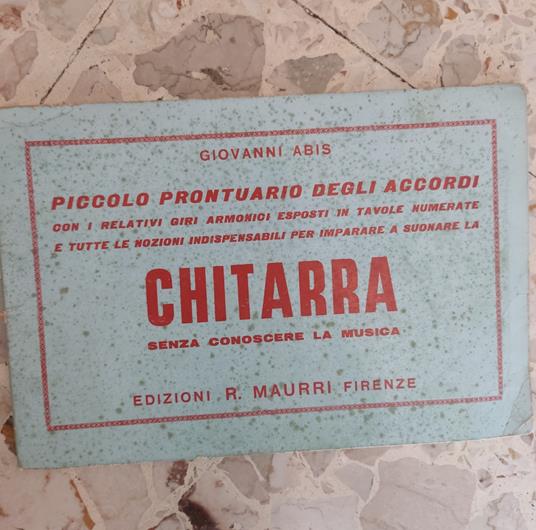 GIOVANNI ABIS
PICCOLO PRONTUARIO DEGLI ACCORDI
CON I RELATIVI GIRI ARMONICI ESPOSTI IN TAVOLE NUMERATE
E TUTTE LE NOZIONI INDISPENSABILI PER IMPARARE A SUONARE LA
CHITARRA
SENZA CONOSCERE LA MUSICA
EDIZIONI R. MAURRI FIRENZE